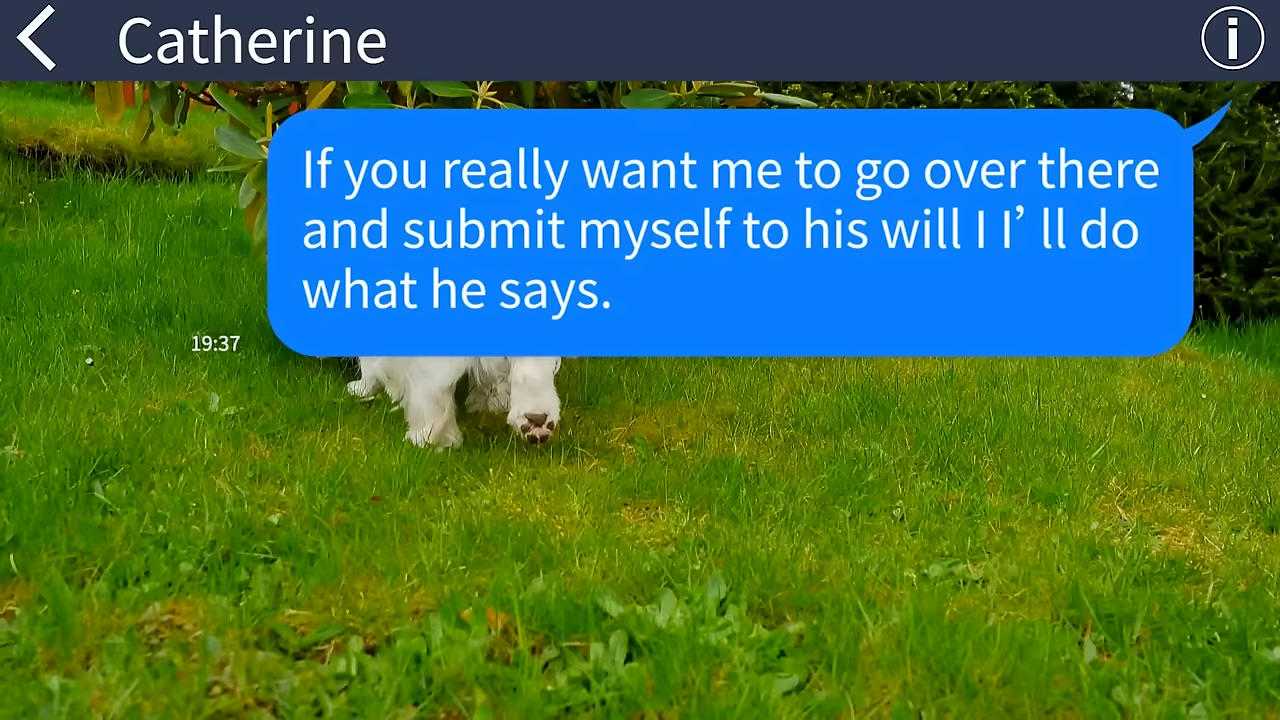 Catherine
If you really want me to go over there
and submit myself to his will I I’ ll do
what he says.
19:37